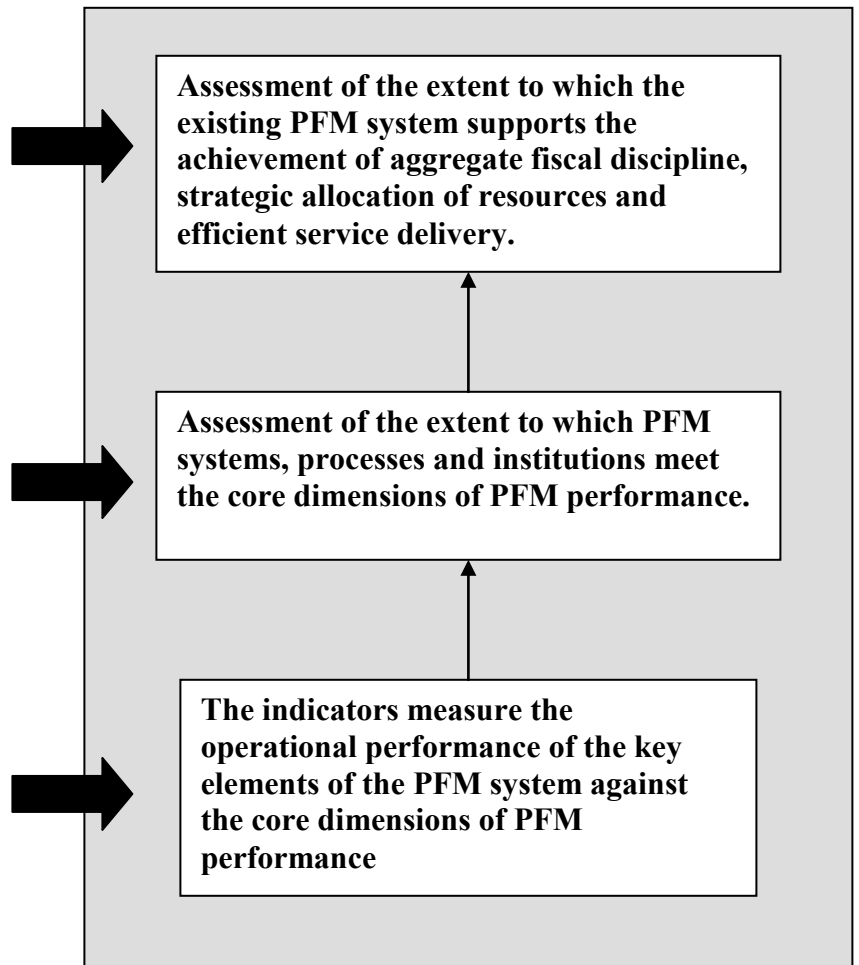 Assessment of the extent to which the
existing PFM system supports the
achievement of aggregate fiscal discipline,
strategic allocation of resources and
efficient service delivery.
Assessment of the extent to which PFM
systems, processes and institutions meet
the core dimensions of PFM performance.
The indicators measure the
operational performance of the key
elements of the PFM system against
the core dimensions of PFM
performance